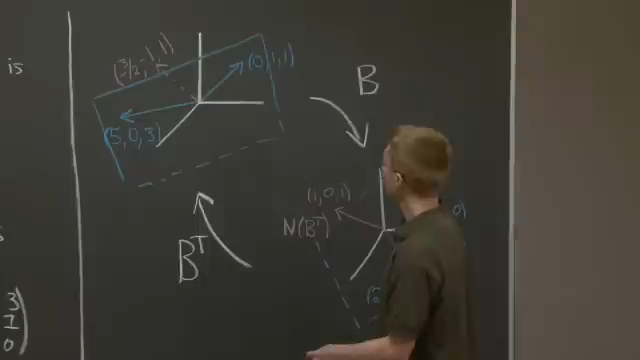 is
(-3/2, -1, 1)
(0, 1, 1)
(5, 0, 3)
B
(1, 0, 1)
N(Bᵀ)
Bᵀ
3
1
0